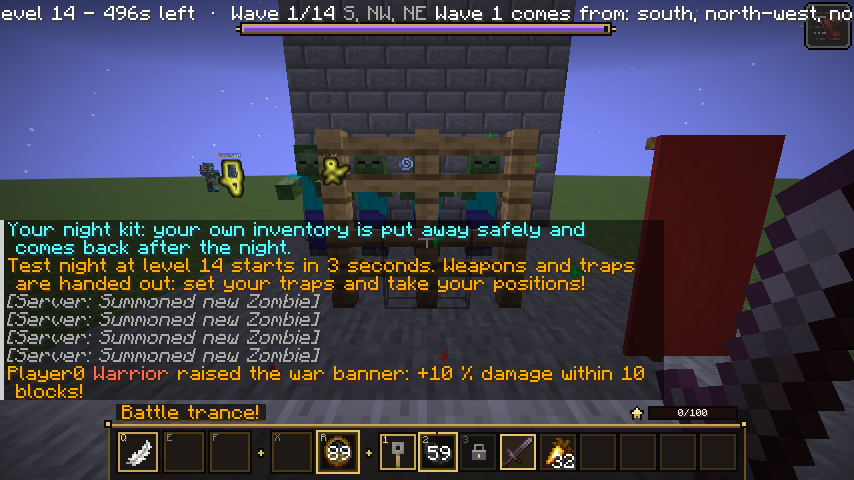 evel 14 - 496s left · Wave 1/14 S, NW, NE Wave 1 comes from: south, north-west, no
Your night kit: your own inventory is put away safely and
comes back after the night.
Test night at level 14 starts in 3 seconds. Weapons and traps
are handed out: set your traps and take your positions!
[Server: Summoned new Zombie]
[Server: Summoned new Zombie]
[Server: Summoned new Zombie]
[Server: Summoned new Zombie]
Player0 Warrior raised the war banner: +10 % damage within 10
blocks!
Battle trance!
0/100
Q E F X R 1 2 3
89 59 32